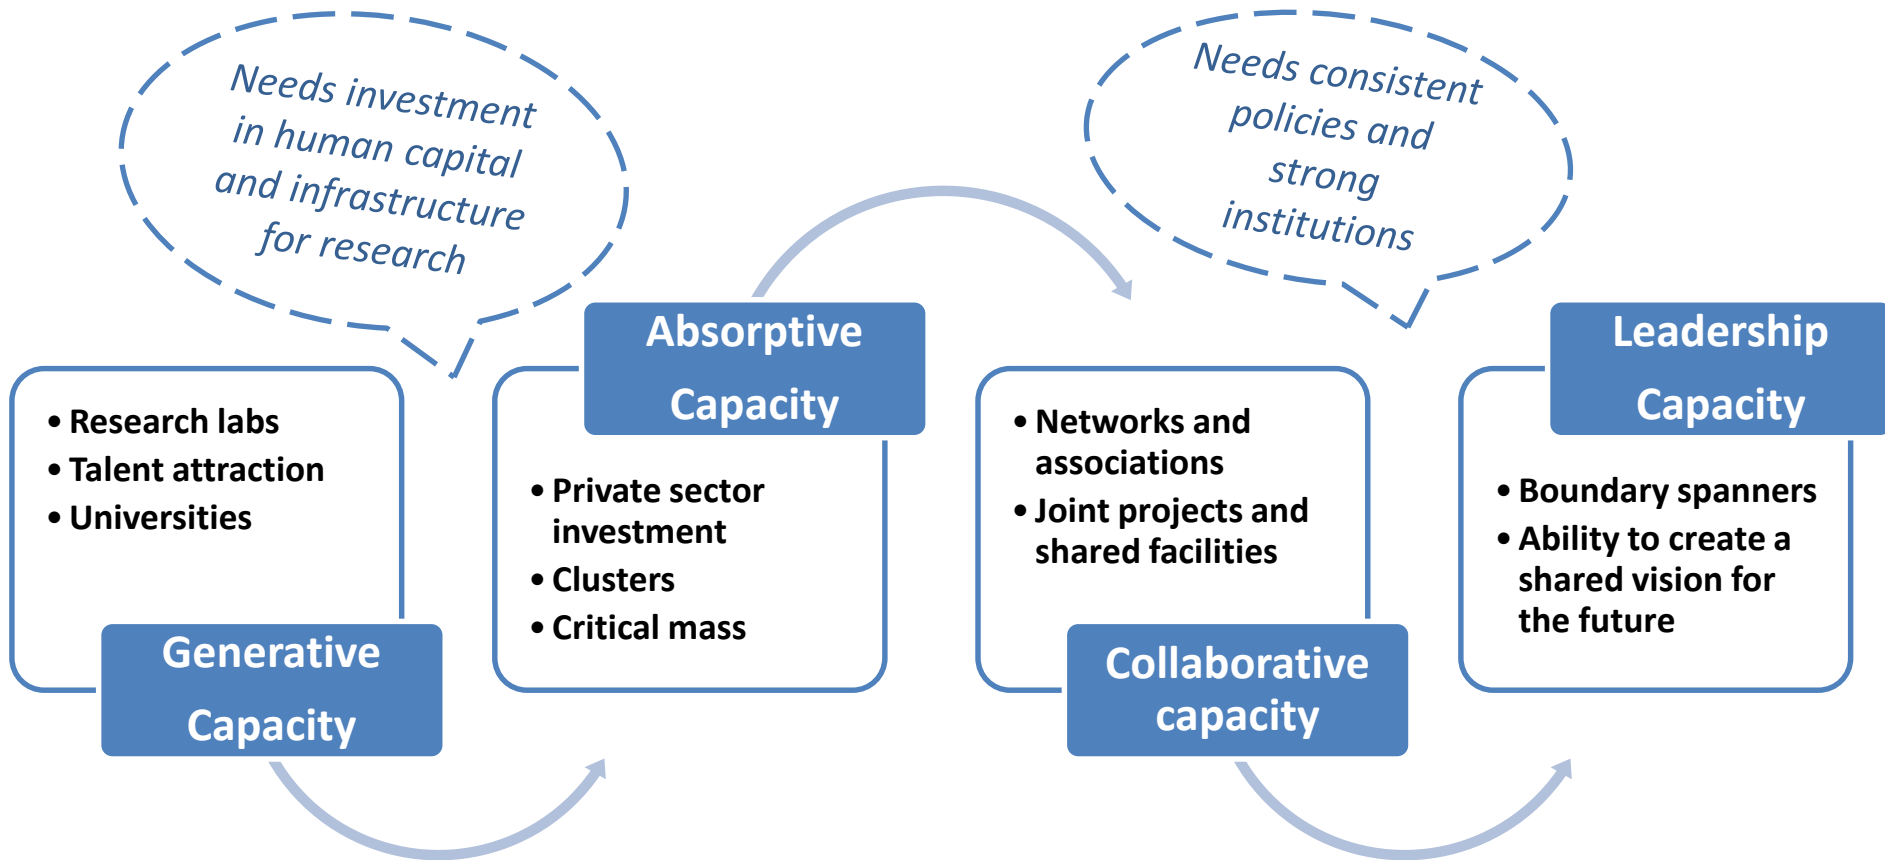 Needs investment
in human capital
and infrastructure
for research
Needs consistent
policies and
strong
institutions
• Research labs
• Talent attraction
• Universities
Generative
Capacity
Absorptive
Capacity
• Private sector
investment
• Clusters
• Critical mass
• Networks and
associations
• Joint projects and
shared facilities
Collaborative
capacity
Leadership
Capacity
• Boundary spanners
• Ability to create a
shared vision for
the future